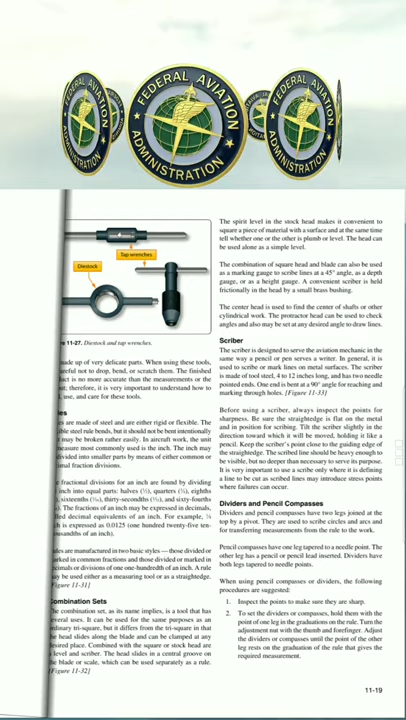 FEDERAL AVIATION
ADMINISTRATION
FEDERAL AVIATION
ADMINISTRATION
FEDERAL AVIATION
ADMINISTRATION
Tap wrenches
Diestock
11-27. Diestock and tap wrenches.
made up of very delicate parts. When using these tools,
not to drop, bend, or scratch them. The finished
is no more accurate than the measurements or the
therefore, it is very important to understand how to
use, and care for these tools.
are made of steel and are either rigid or flexible. The
steel rule bends, but it should not be bent intentionally
may be broken rather easily. In aircraft work, the unit
measure most commonly used is the inch. The inch may
divided into smaller parts by means of either common or
fraction divisions.
fractional divisions for an inch are found by dividing
inch into equal parts: halves (½), quarters (¼), eighths
sixteenths (¹⁄₁₆), thirty-seconds (¹⁄₃₂), and sixty-fourths
The fractions of an inch may be expressed in decimals,
decimal equivalents of an inch. For example, ⅛
is expressed as 0.0125 (one hundred twenty-five ten-
of an inch).
are manufactured in two basic styles — those divided or
marked in common fractions and those divided or marked in
decimals or divisions of one one-hundredth of an inch. A rule
may be used either as a measuring tool or as a straightedge.
[Figure 11-31]
Combination Sets
The combination set, as its name implies, is a tool that has
several uses. It can be used for the same purposes as an
ordinary tri-square, but it differs from the tri-square in that
the head slides along the blade and can be clamped at any
desired place. Combined with the square or stock head are
a level and scriber. The head slides in a central groove on
the blade or scale, which can be used separately as a rule.
[Figure 11-32]
The spirit level in the stock head makes it convenient to
square a piece of material with a surface and at the same time
tell whether one or the other is plumb or level. The head can
be used alone as a simple level.
The combination of square head and blade can also be used
as a marking gauge to scribe lines at a 45° angle, as a depth
gauge, or as a height gauge. A convenient scriber is held
frictionally in the head by a small brass bushing.
The center head is used to find the center of shafts or other
cylindrical work. The protractor head can be used to check
angles and also may be set at any desired angle to draw lines.
Scriber
The scriber is designed to serve the aviation mechanic in the
same way a pencil or pen serves a writer. In general, it is
used to scribe or mark lines on metal surfaces. The scriber
is made of tool steel, 4 to 12 inches long, and has two needle
pointed ends. One end is bent at a 90° angle for reaching and
marking through holes. [Figure 11-33]
Before using a scriber, always inspect the points for
sharpness. Be sure the straightedge is flat on the metal
and in position for scribing. Tilt the scriber slightly in the
direction toward which it will be moved, holding it like a
pencil. Keep the scriber's point close to the guiding edge of
the straightedge. The scribed line should be heavy enough to
be visible, but no deeper than necessary to serve its purpose.
It is very important to use a scribe only where it is defining
a line to be cut as scribed lines may introduce stress points
where failures can occur.
Dividers and Pencil Compasses
Dividers and pencil compasses have two legs joined at the
top by a pivot. They are used to scribe circles and arcs and
for transferring measurements from the rule to the work.
Pencil compasses have one leg tapered to a needle point. The
other leg has a pencil or pencil lead inserted. Dividers have
both legs tapered to needle points.
When using pencil compasses or dividers, the following
procedures are suggested:
1. Inspect the points to make sure they are sharp.
2. To set the dividers or compasses, hold them with the
point of one leg in the graduations on the rule. Turn the
adjustment nut with the thumb and forefinger. Adjust
the dividers or compasses until the point of the other
leg rests on the graduation of the rule that gives the
required measurement.
11-19